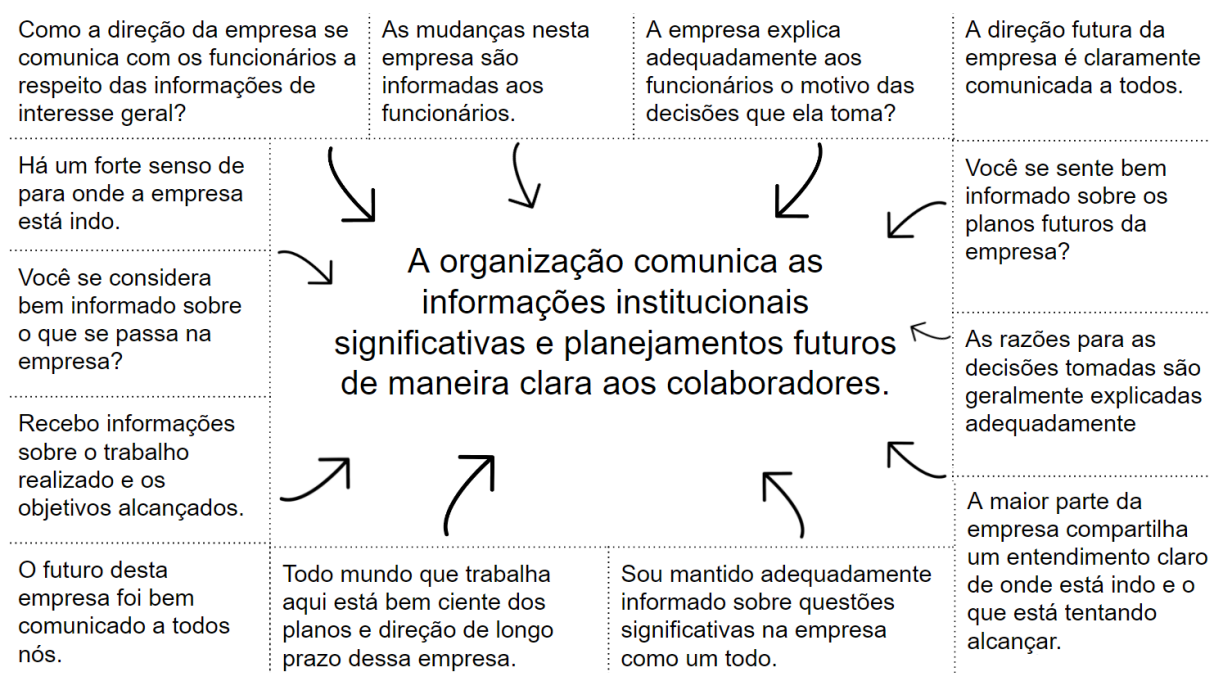 Como a direção da empresa se
comunica com os funcionários a
respeito das informações de
interesse geral?
As mudanças nesta
empresa são
informadas aos
funcionários.
A empresa explica
adequadamente aos
funcionários o motivo das
decisões que ela toma?
A direção futura da
empresa é claramente
comunicada a todos.
Há um forte senso de
para onde a empresa
está indo.
Você se sente bem
informado sobre os
planos futuros da
empresa?
A organização comunica as
informações institucionais
significativas e planejamentos futuros
de maneira clara aos colaboradores.
Você se considera
bem informado sobre
o que se passa na
empresa?
As razões para as
decisões tomadas são
geralmente explicadas
adequadamente
Recebo informações
sobre o trabalho
realizado e os
objetivos alcançados.
A maior parte da
empresa compartilha
um entendimento claro
de onde está indo e o
que está tentando
alcançar.
O futuro desta
empresa foi bem
comunicado a todos
nós.
Todo mundo que trabalha
aqui está bem ciente dos
planos e direção de longo
prazo dessa empresa.
Sou mantido adequadamente
informado sobre questões
significativas na empresa
como um todo.